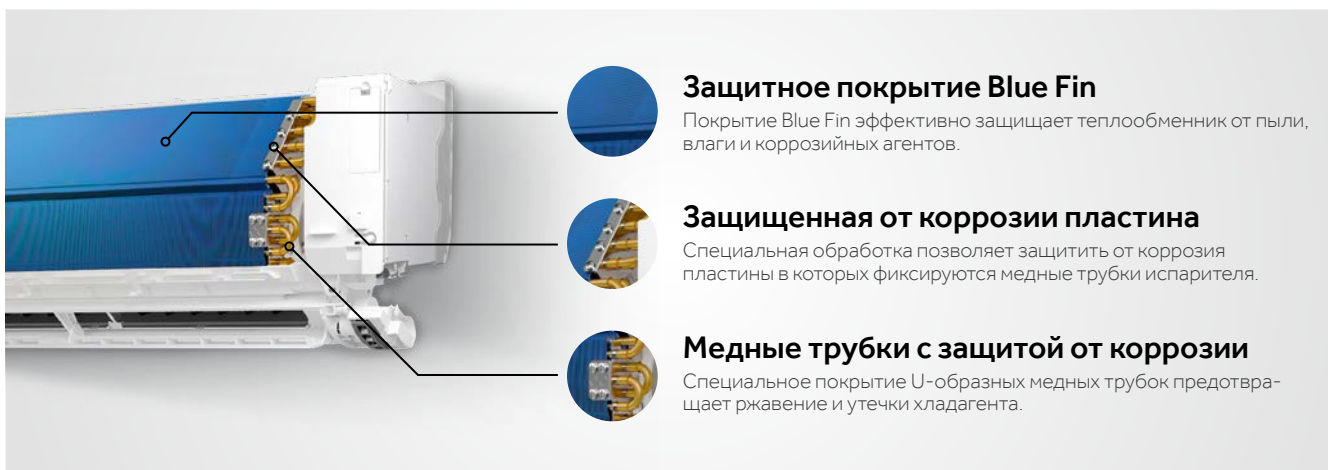 Защитное покрытие Blue Fin
Покрытие Blue Fin эффективно защищает теплообменник от пыли,
влаги и коррозийных агентов.
Защищенная от коррозии пластина
Специальная обработка позволяет защитить от коррозия
пластины в которых фиксируются медные трубки испарителя.
Медные трубки с защитой от коррозии
Специальное покрытие U-образных медных трубок предотвра-
щает ржавение и утечки хладагента.